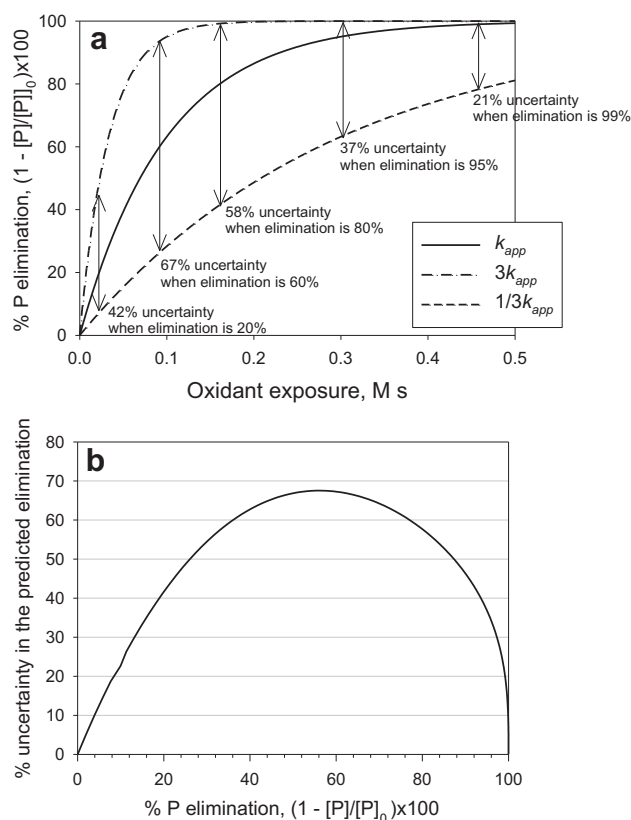 a
100
80
60
40
20
0
% P elimination, (1 - [P]/[P]]0)x100
21% uncertainty
when elimination is 99%
37% uncertainty
when elimination is 95%
58% uncertainty
when elimination is 80%
67% uncertainty
when elimination is 60%
42% uncertainty
when elimination is 20%
kapp
3kapp
1/3kapp
0.0 0.1 0.2 0.3 0.4 0.5
Oxidant exposure, M s
b
80
70
60
50
40
30
20
10
0
% uncertainty in the predicted elimination
0 20 40 60 80 100
% P elimination, (1 - [P]/[P]0)x100